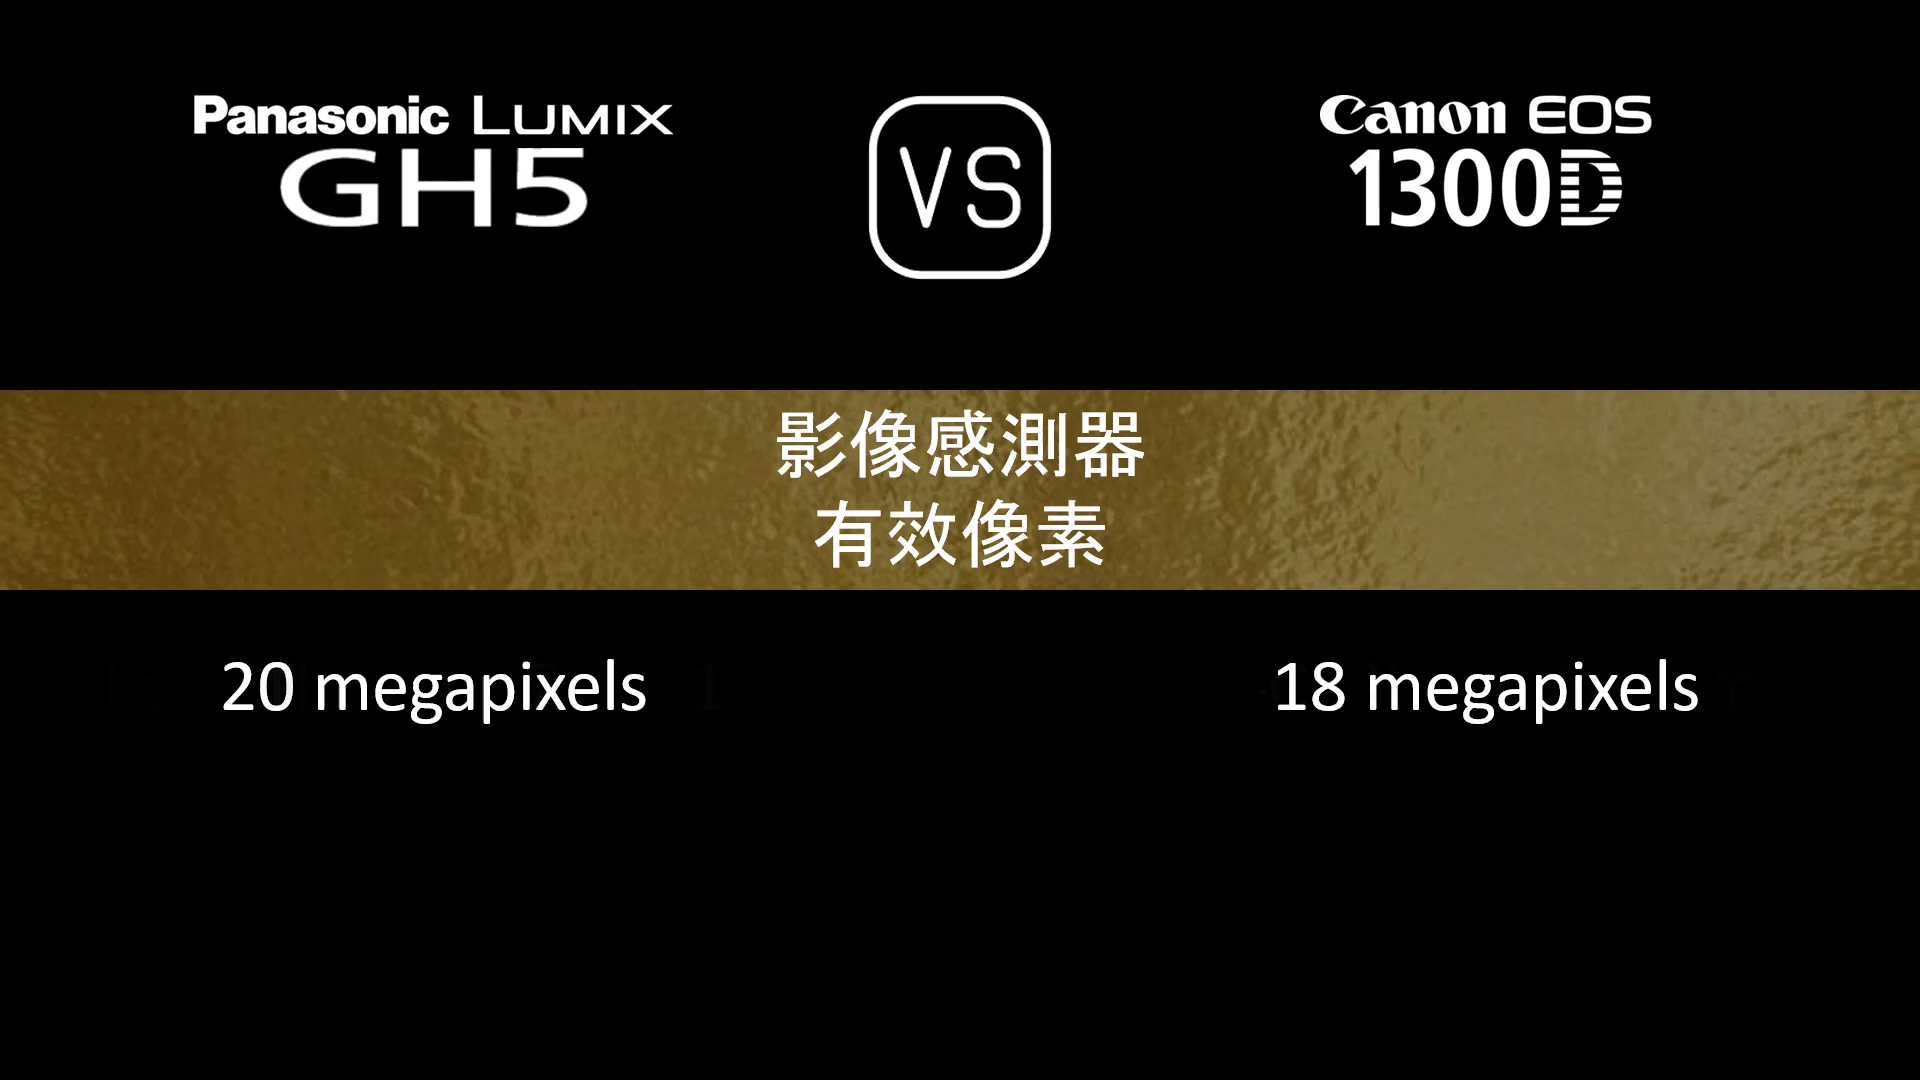 Panasonic LUMIX
GH5
VS
Canon EOS
1300D
影像感測器
有效像素
20 megapixels
18 megapixels